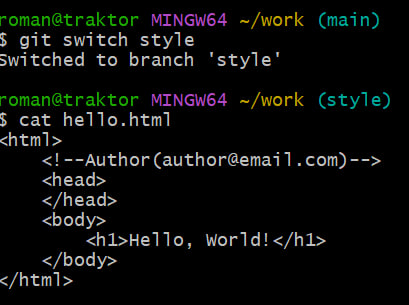 roman@traktor MINGW64 ~/work (main)
$ git switch style
Switched to branch 'style'

roman@traktor MINGW64 ~/work (style)
$ cat hello.html
<html>
    <!--Author(author@email.com)-->
    <head>
    </head>
    <body>
        <h1>Hello, World!</h1>
    </body>
</html>